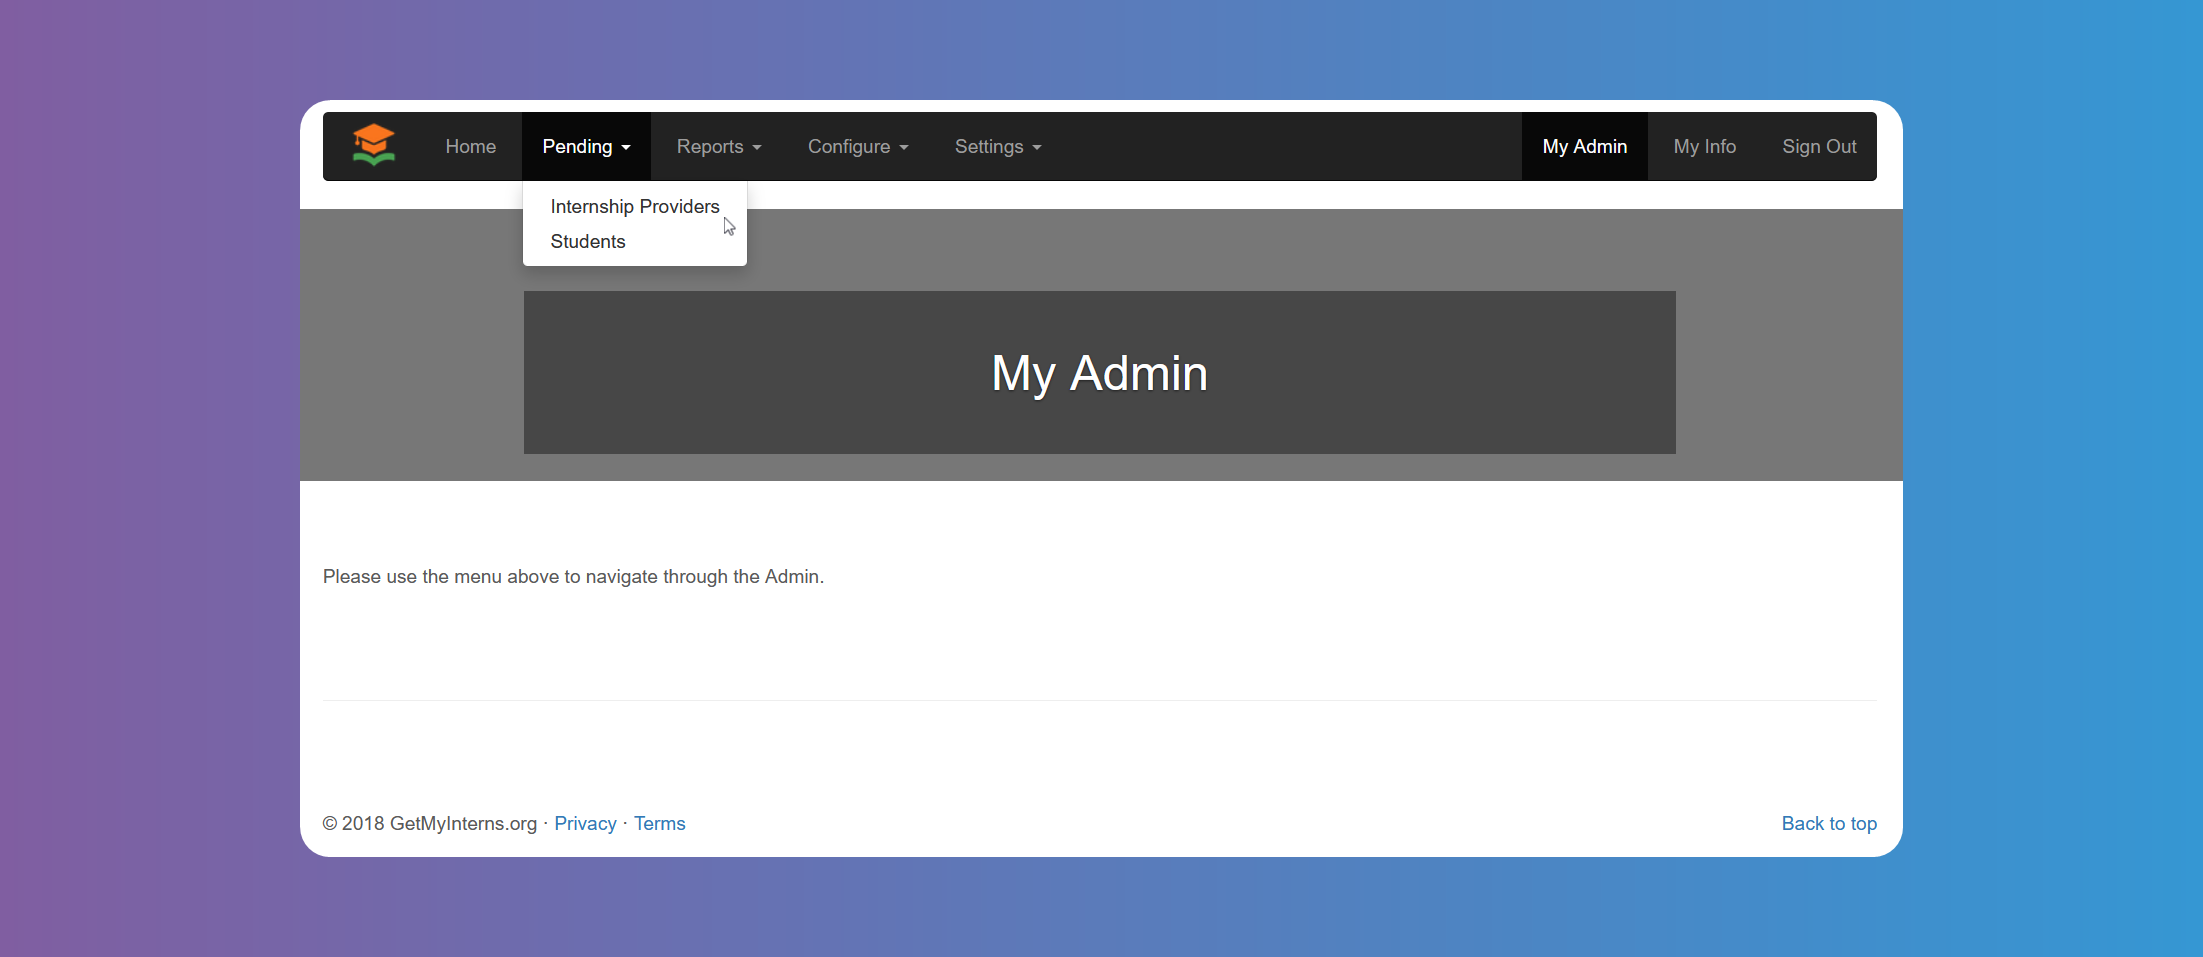 Home Pending Reports Configure Settings My Admin My Info Sign Out
Internship Providers
Students
My Admin
Please use the menu above to navigate through the Admin.
© 2018 GetMyInterns.org · Privacy · Terms Back to top